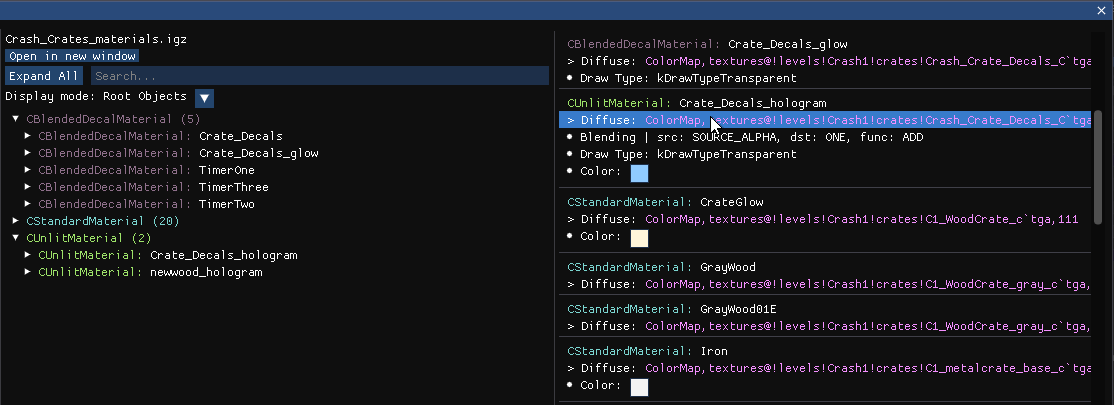 Crash_Crates_materials.igz
Open in new window
Expand All Search...
Display mode: Root Objects
CBlendedDecalMaterial (5)
CBlendedDecalMaterial: Crate_Decals
CBlendedDecalMaterial: Crate_Decals_glow
CBlendedDecalMaterial: TimerOne
CBlendedDecalMaterial: TimerThree
CBlendedDecalMaterial: TimerTwo
CStandardMaterial (20)
CUnlitMaterial (2)
CUnlitMaterial: Crate_Decals_hologram
CUnlitMaterial: newwood_hologram
CBlendedDecalMaterial: Crate_Decals_glow
> Diffuse: ColorMap,textures@!levels!Crash1!crates!Crash_Crate_Decals_C`tga
Draw Type: kDrawTypeTransparent
CUnlitMaterial: Crate_Decals_hologram
> Diffuse: ColorMap,textures@!levels!Crash1!crates!Crash_Crate_Decals_C`tga
Blending | src: SOURCE_ALPHA, dst: ONE, func: ADD
Draw Type: kDrawTypeTransparent
Color:
CStandardMaterial: CrateGlow
> Diffuse: ColorMap,textures@!levels!Crash1!crates!C1_WoodCrate_c`tga,111
Color:
CStandardMaterial: GrayWood
> Diffuse: ColorMap,textures@!levels!Crash1!crates!C1_WoodCrate_gray_c`tga,
CStandardMaterial: GrayWood01E
> Diffuse: ColorMap,textures@!levels!Crash1!crates!C1_WoodCrate_gray_c`tga,
CStandardMaterial: Iron
> Diffuse: ColorMap,textures@!levels!Crash1!crates!C1_metalcrate_base_c`tga
Color: